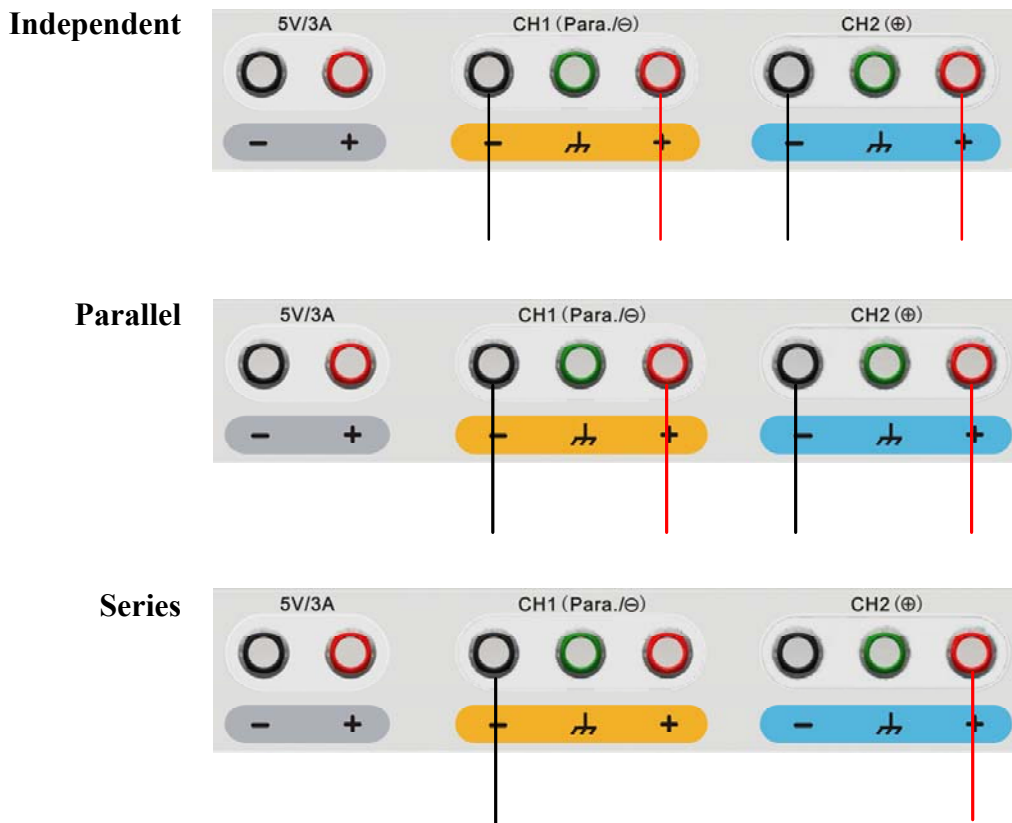 Independent
5V/3A CH1(Para./⊖) CH2(⊕)
− + − + − +
Parallel
5V/3A CH1(Para./⊖) CH2(⊕)
− + − + − +
Series
5V/3A CH1(Para./⊖) CH2(⊕)
− + − + − +